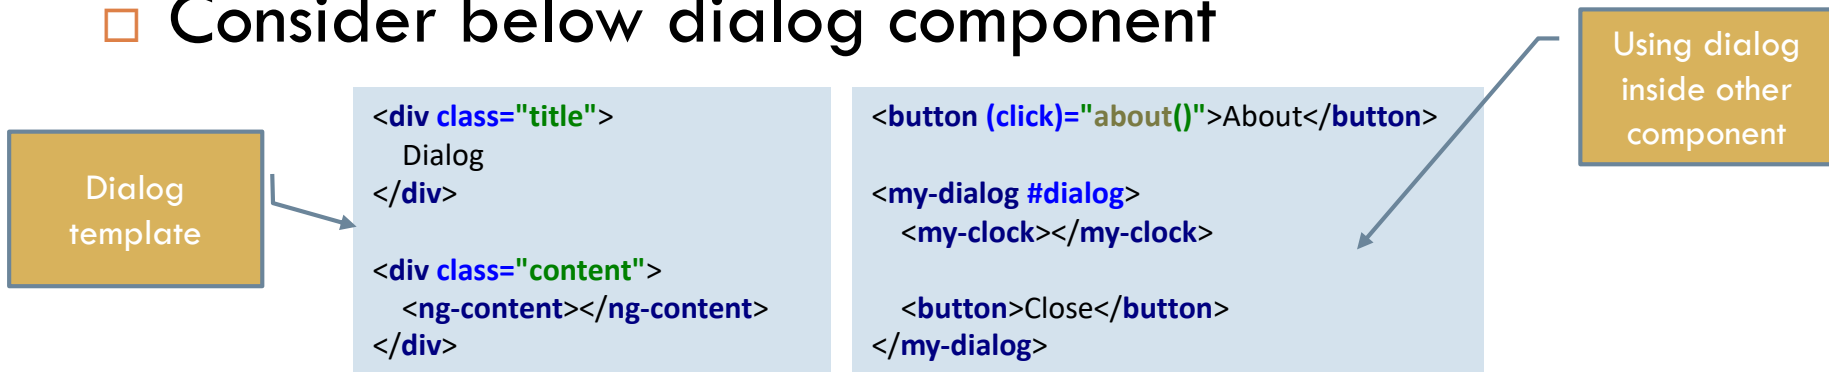 □ Consider below dialog component
Dialog
template
<div class="title">
  Dialog
</div>

<div class="content">
  <ng-content></ng-content>
</div>
<button (click)="about()">About</button>

<my-dialog #dialog>
  <my-clock></my-clock>

  <button>Close</button>
</my-dialog>
Using dialog
inside other
component